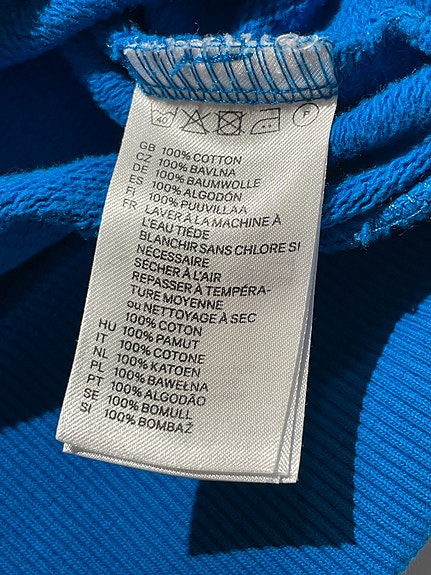 40 P
GB 100% COTTON
CZ 100% BAVLNA
DE 100% BAUMWOLLE
ES 100% ALGODÓN
FI 100% PUUVILLAA
FR LAVER À LA MACHINE À
L'EAU TIÈDE
BLANCHIR SANS CHLORE SI
NÉCESSAIRE
SÉCHER À L'AIR
REPASSER À TEMPÉRA-
TURE MOYENNE
OU NETTOYAGE À SEC
100% COTON
HU 100% PAMUT
IT 100% COTONE
NL 100% KATOEN
PL 100% BAWEŁNA
PT 100% ALGODÃO
SE 100% BOMULL
SI 100% BOMBAŽ